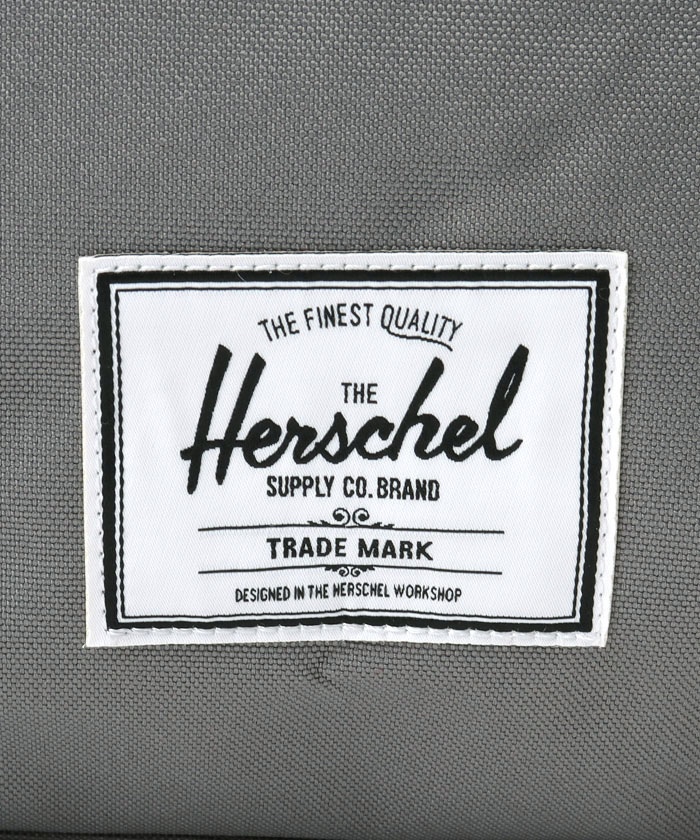 THE FINEST QUALITY
THE
Herschel
SUPPLY CO. BRAND
TRADE MARK
DESIGNED IN THE HERSCHEL WORKSHOP